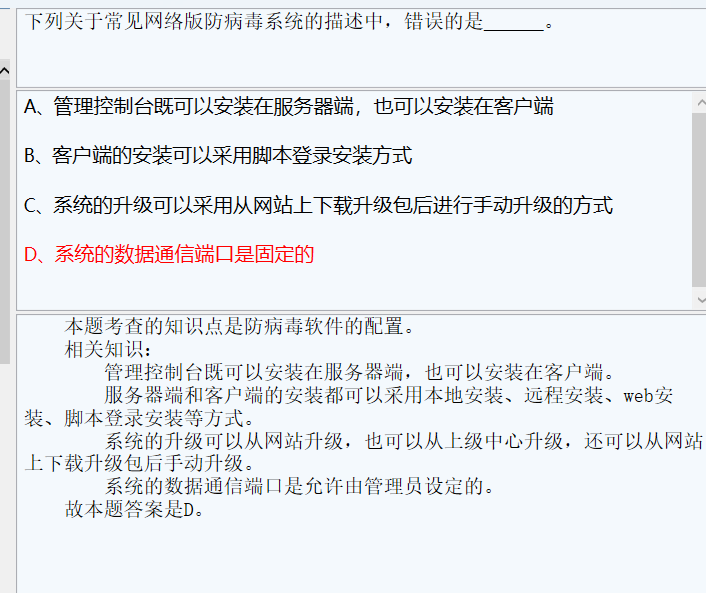 下列关于常见网络版防病毒系统的描述中，错误的是______。
A、管理控制台既可以安装在服务器端，也可以安装在客户端
B、客户端的安装可以采用脚本登录安装方式
C、系统的升级可以采用从网站上下载升级包后进行手动升级的方式
D、系统的数据通信端口是固定的
本题考查的知识点是防病毒软件的配置。
相关知识：
管理控制台既可以安装在服务器端，也可以安装在客户端。
服务器端和客户端的安装都可以采用本地安装、远程安装、web安
装、脚本登录安装等方式。
系统的升级可以从网站升级，也可以从上级中心升级，还可以从网站
上下载升级包后手动升级。
系统的数据通信端口是允许由管理员设定的。
故本题答案是D。